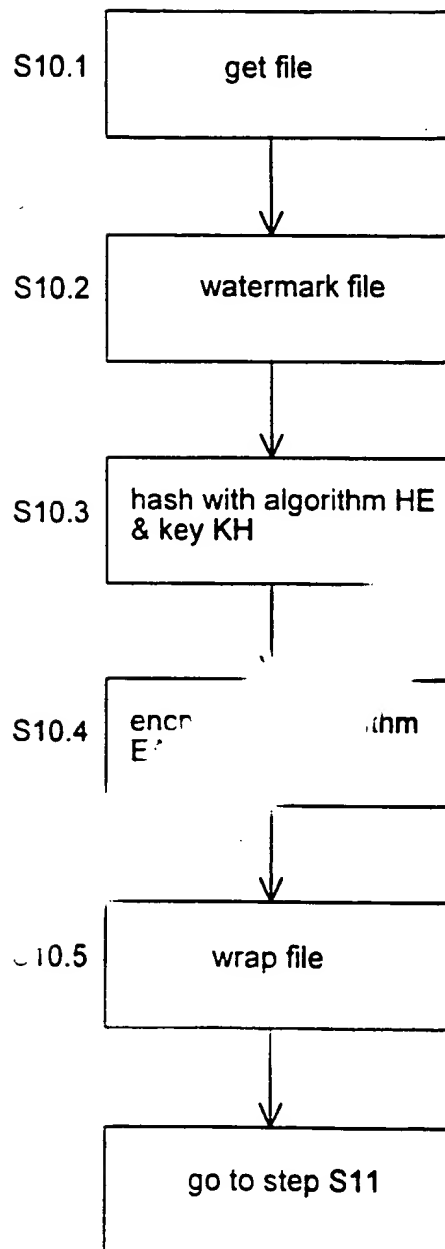 S10.1 get file
S10.2 watermark file
S10.3 hash with algorithm HE
& key KH
S10.4
wrap file
go to step S11